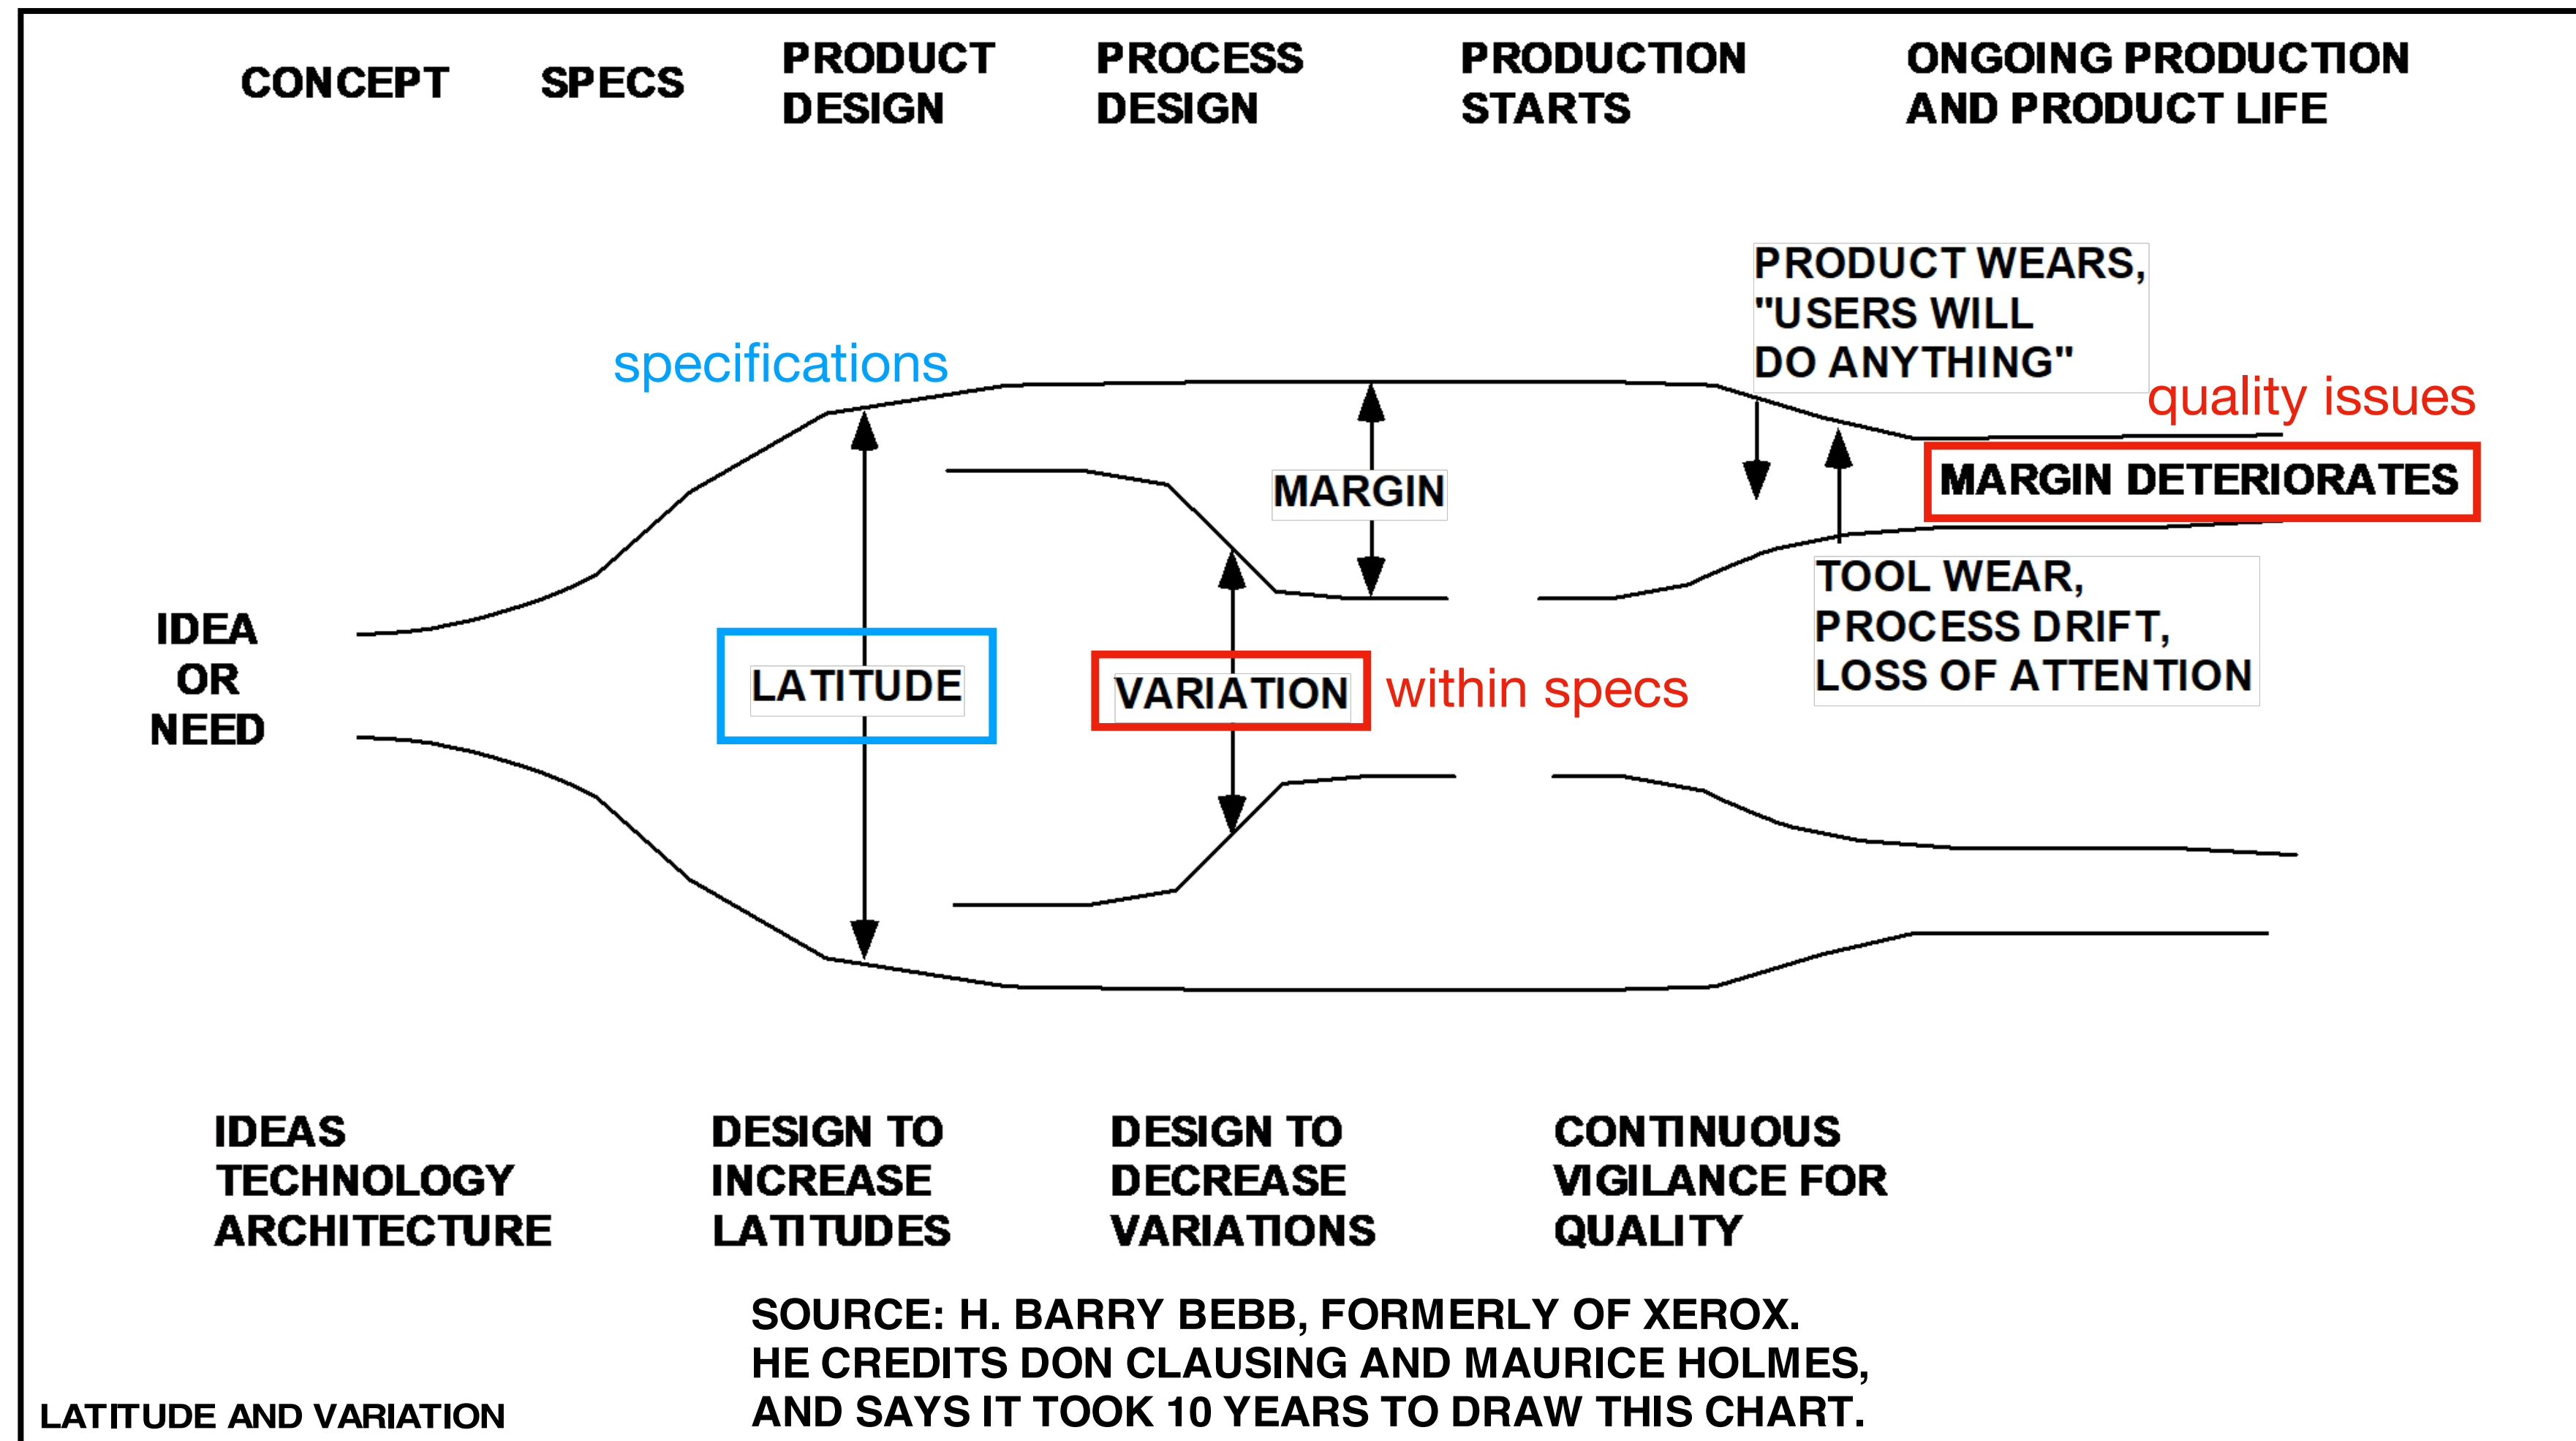 CONCEPT
SPECS
PRODUCT
DESIGN
PROCESS
DESIGN
PRODUCTION
STARTS
ONGOING PRODUCTION
AND PRODUCT LIFE
PRODUCT WEARS,
"USERS WILL
DO ANYTHING"
specifications
quality issues
MARGIN DETERIORATES
MARGIN
IDEA
OR
NEED
LATITUDE
VARIATION
within specs
TOOL WEAR,
PROCESS DRIFT,
LOSS OF ATTENTION
IDEAS
TECHNOLOGY
ARCHITECTURE
DESIGN TO
INCREASE
LATITUDES
DESIGN TO
DECREASE
VARIATIONS
CONTINUOUS
VIGILANCE FOR
QUALITY
SOURCE: H. BARRY BEBB, FORMERLY OF XEROX.
HE CREDITS DON CLAUSING AND MAURICE HOLMES,
AND SAYS IT TOOK 10 YEARS TO DRAW THIS CHART.
LATITUDE AND VARIATION